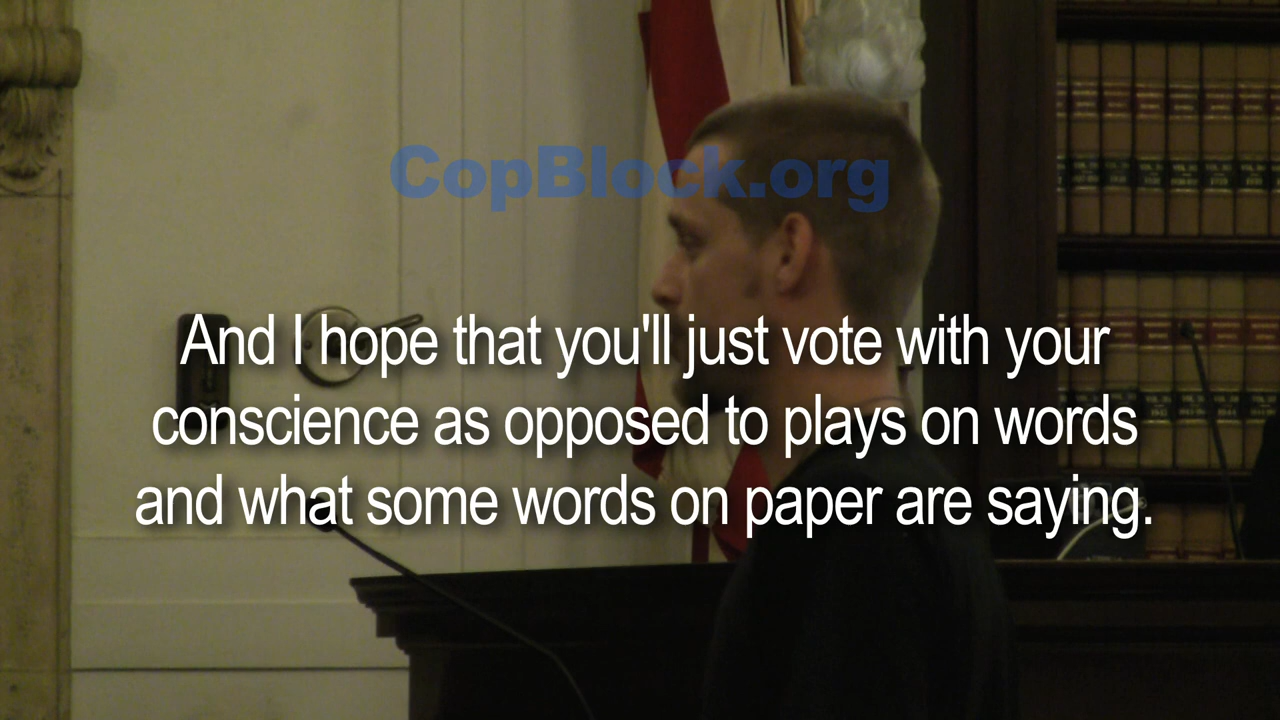 CopBlock.org
And I hope that you'll just vote with your
conscience as opposed to plays on words
and what some words on paper are saying.